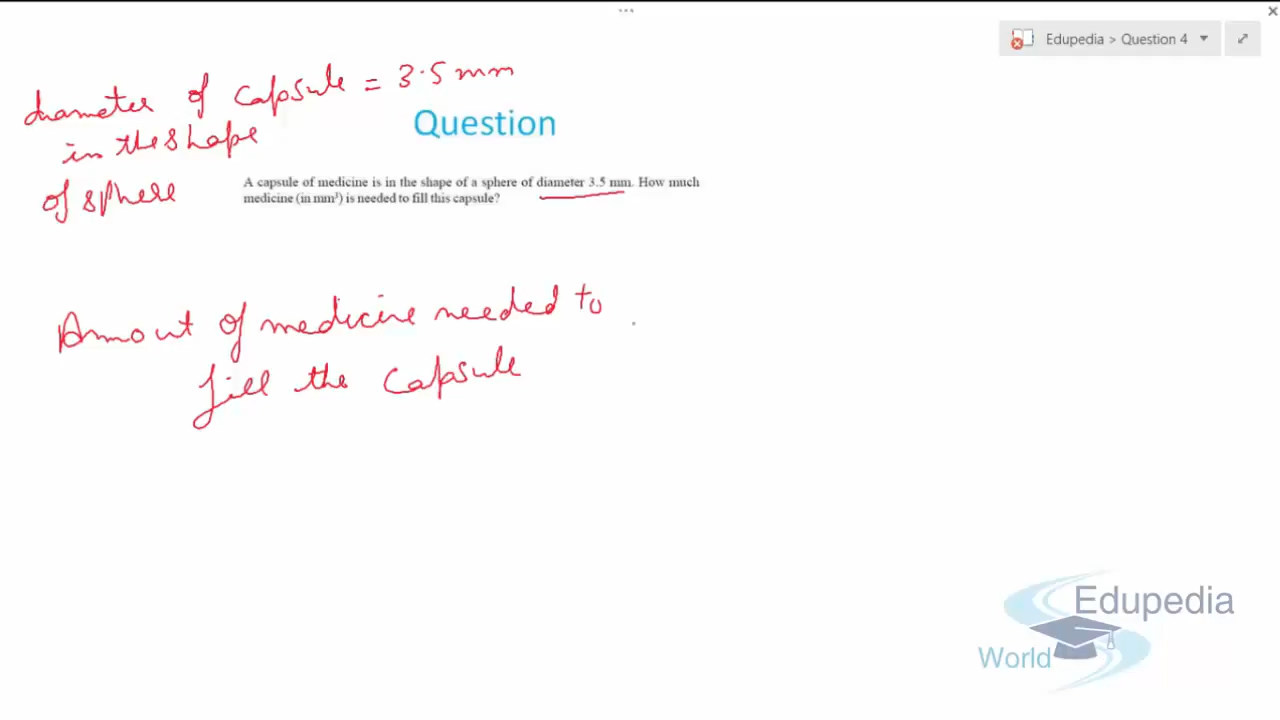 Edupedia > Question 4
diameter of capsule = 3.5 mm
in the shape
of sphere
Question
A capsule of medicine is in the shape of a sphere of diameter 3.5 mm. How much
medicine (in mm³) is needed to fill this capsule?
Amout of medicine needed to
fill the capsule
Edupedia
World